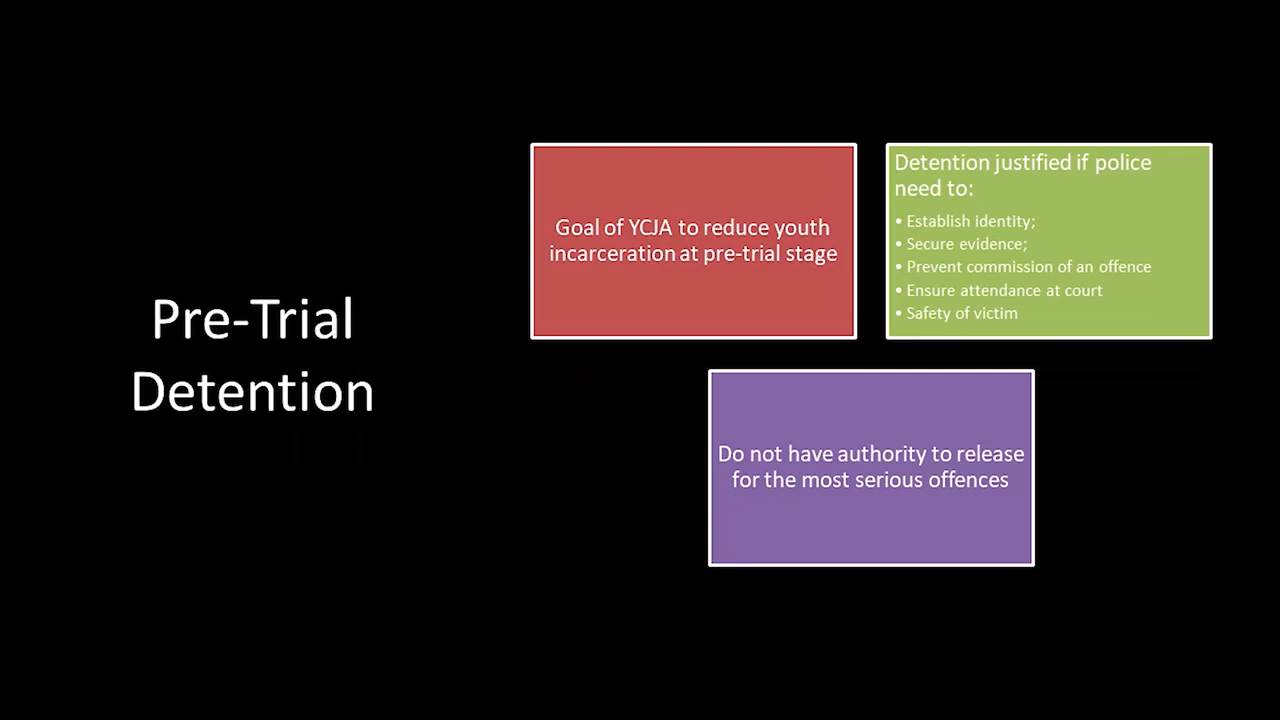 Pre-Trial
Detention
Goal of YCJA to reduce youth
incarceration at pre-trial stage
Detention justified if police
need to:
• Establish identity;
• Secure evidence;
• Prevent commission of an offence
• Ensure attendance at court
• Safety of victim
Do not have authority to release
for the most serious offences